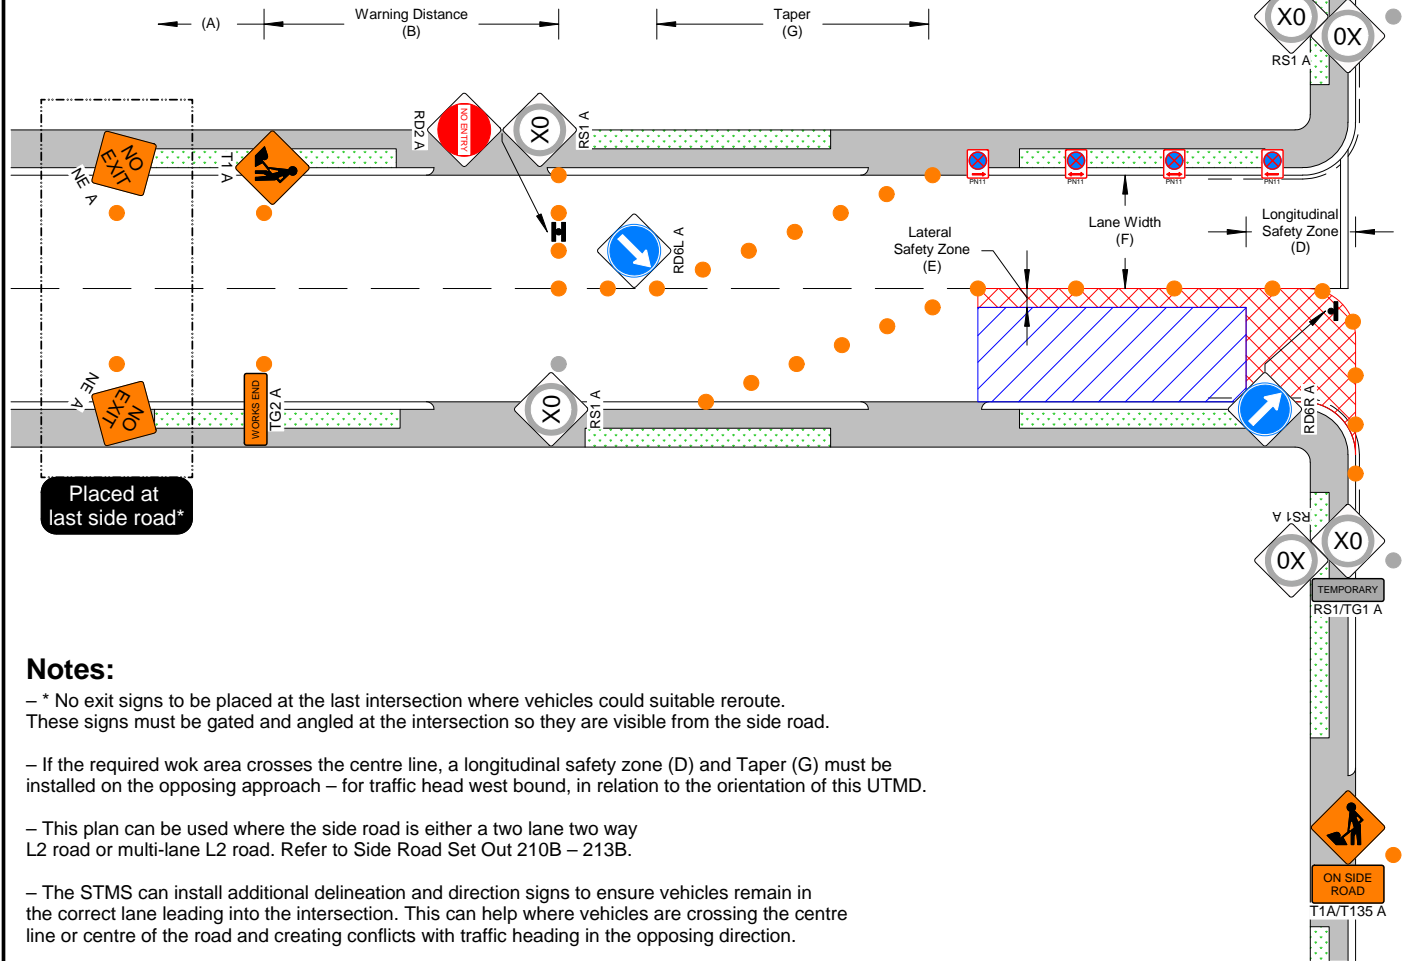 (A)
Warning Distance
(B)
Taper
(G)
X0
0X
RS1 A
NO
EXIT
NE A
T1 A
RD2 A
NO ENTRY
X0
RS1 A
RD6L A
PN11
PN11
PN11
PN11
Lateral
Safety Zone
(E)
Lane Width
(F)
Longitudinal
Safety Zone
(D)
NO
EXIT
NE A
WORKS END
TG2 A
X0
RS1 A
RD6R A
Placed at
last side road*
RS1 A
0X
X0
TEMPORARY
RS1/TG1 A
Notes:
– * No exit signs to be placed at the last intersection where vehicles could suitable reroute.
These signs must be gated and angled at the intersection so they are visible from the side road.
– If the required wok area crosses the centre line, a longitudinal safety zone (D) and Taper (G) must be
installed on the opposing approach – for traffic head west bound, in relation to the orientation of this UTMD.
– This plan can be used where the side road is either a two lane two way
L2 road or multi-lane L2 road. Refer to Side Road Set Out 210B – 213B.
– The STMS can install additional delineation and direction signs to ensure vehicles remain in
the correct lane leading into the intersection. This can help where vehicles are crossing the centre
line or centre of the road and creating conflicts with traffic heading in the opposing direction.
ON SIDE
ROAD
T1A/T135 A